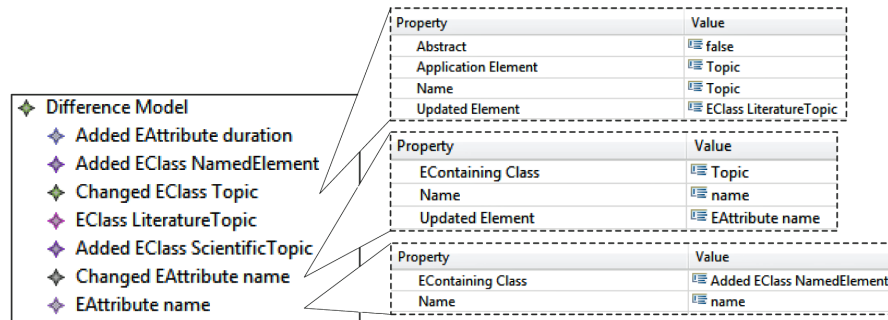 Difference Model
Added EAttribute duration
Added EClass NamedElement
Changed EClass Topic
EClass LiteratureTopic
Added EClass ScientificTopic
Changed EAttribute name
EAttribute name
Property Value
Abstract false
Application Element Topic
Name Topic
Updated Element EClass LiteratureTopic
Property Value
EContaining Class Topic
Name name
Updated Element EAttribute name
Property Value
EContaining Class Added EClass NamedElement
Name name